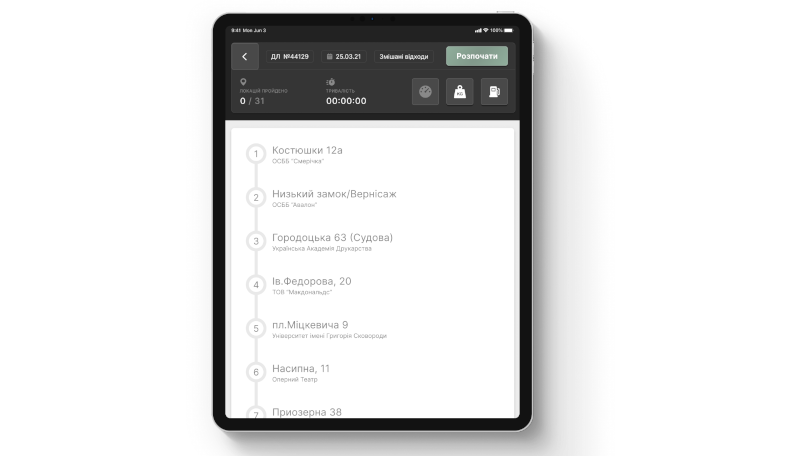 9:41 Mon Jun 3
100%
ДЛ №44129
25.03.21
Змішані відходи
Розпочати
ЛОКАЦІЙ ПРОЙДЕНО
0 / 31
ТРИВАЛІСТЬ
00:00:00
KG
1
Костюшки 12а
ОСББ "Смерічка"
2
Низький замок/Вернісаж
ОСББ "Авалон"
3
Городоцька 63 (Судова)
Українська Академія Друкарства
4
Ів.Федорова, 20
ТОВ "Макдональдс"
5
пл.Міцкевича 9
Університет імені Григорія Сковороди
6
Насипна, 11
Оперний Театр
7
Приозерна 38